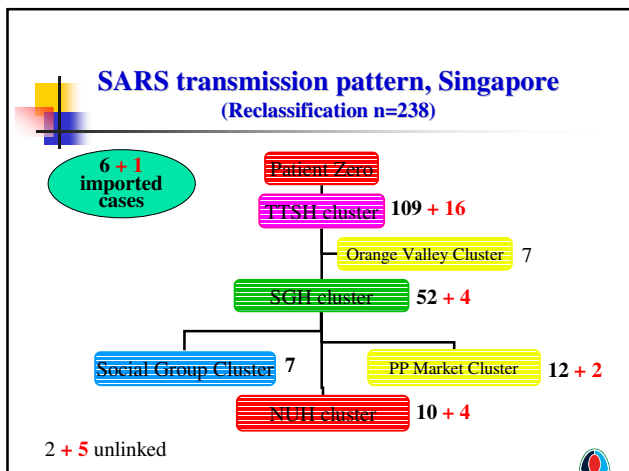 SARS transmission pattern, Singapore
(Reclassification n=238)
6 + 1
imported
cases
Patient Zero
TTSH cluster 109 + 16
Orange Valley Cluster 7
SGH cluster 52 + 4
Social Group Cluster 7
PP Market Cluster 12 + 2
NUH cluster 10 + 4
2 + 5 unlinked